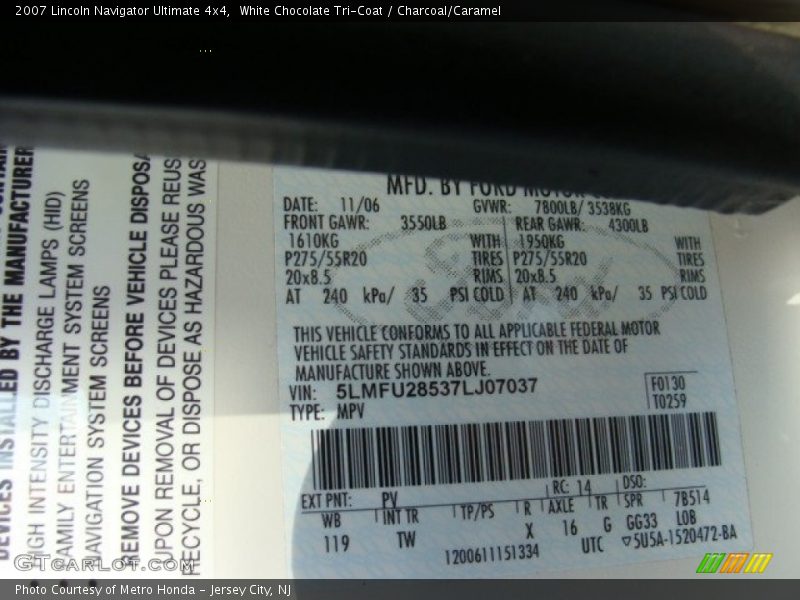 2007 Lincoln Navigator Ultimate 4x4,  White Chocolate Tri-Coat / Charcoal/Caramel
DEVICES INSTALLED BY THE MANUFACTURER
HIGH INTENSITY DISCHARGE LAMPS (HID)
FAMILY ENTERTAINMENT SYSTEM SCREENS
NAVIGATION SYSTEM SCREENS
REMOVE DEVICES BEFORE VEHICLE DISPOSA
UPON REMOVAL OF DEVICES PLEASE REUS
RECYCLE, OR DISPOSE AS HAZARDOUS WAS
MFD. BY FORD MOTOR
DATE: 11/06 GVWR: 7800LB/ 3538KG
FRONT GAWR: 3550LB REAR GAWR: 4300LB
1610KG WITH 1950KG WITH
P275/55R20 TIRES P275/55R20 TIRES
20x8.5 RIMS 20x8.5 RIMS
AT 240 kPa/ 35 PSI COLD AT 240 kPa/ 35 PSI COLD
THIS VEHICLE CONFORMS TO ALL APPLICABLE FEDERAL MOTOR
VEHICLE SAFETY STANDARDS IN EFFECT ON THE DATE OF
MANUFACTURE SHOWN ABOVE.
VIN: 5LMFU28537LJ07037 F0130
TYPE: MPV T0259
EXT PNT: PV RC: 14 DSO:
WB INT TR TP/PS R AXLE TR SPR 7B514
119 TW X 16 G GG33 LOB
1200611151334 UTC ▽5U5A-1520472-BA
GTCarLot.com
Photo Courtesy of Metro Honda - Jersey City, NJ